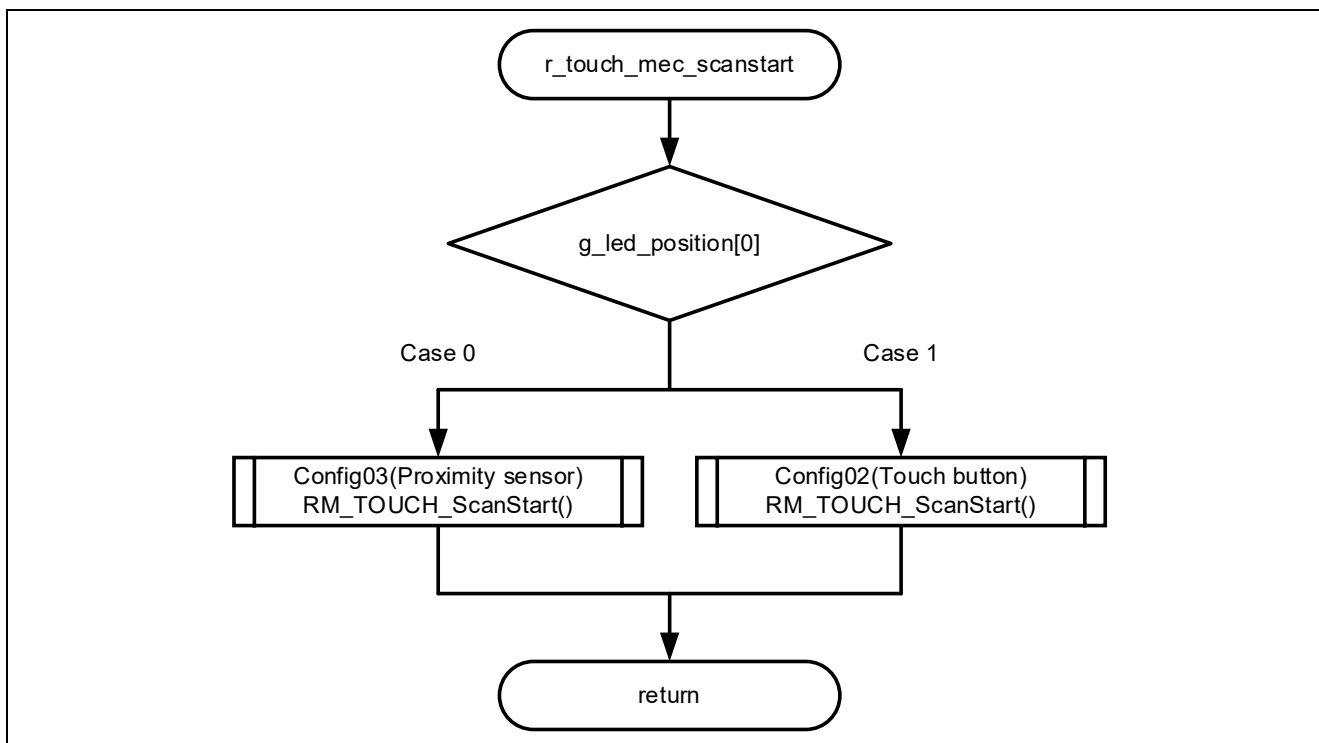 r_touch_mec_scanstart
g_led_position[0]
Case 0
Case 1
Config03(Proximity sensor)
RM_TOUCH_ScanStart()
Config02(Touch button)
RM_TOUCH_ScanStart()
return